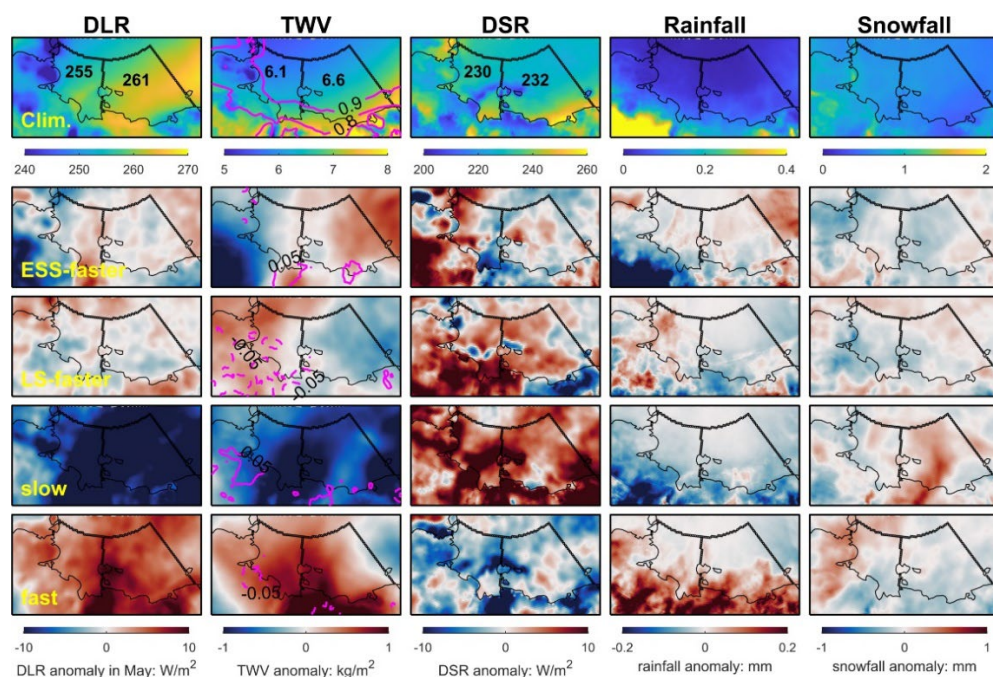 DLR TWV DSR Rainfall Snowfall
255 261 6.1 6.6 230 232
0.9
0.8
Clim.
240 250 260 270 5 6 7 8 200 220 240 260 0 0.2 0.4 0 1 2
0.05
ESS-faster
-0.05
-0.05
LS-faster
0.05
slow
-0.05
fast
-10 0 10 -1 0 1 -10 0 10 -0.2 0 0.2 -1 0 1
DLR anomaly in May: W/m² TWV anomaly: kg/m² DSR anomaly: W/m² rainfall anomaly: mm snowfall anomaly: mm